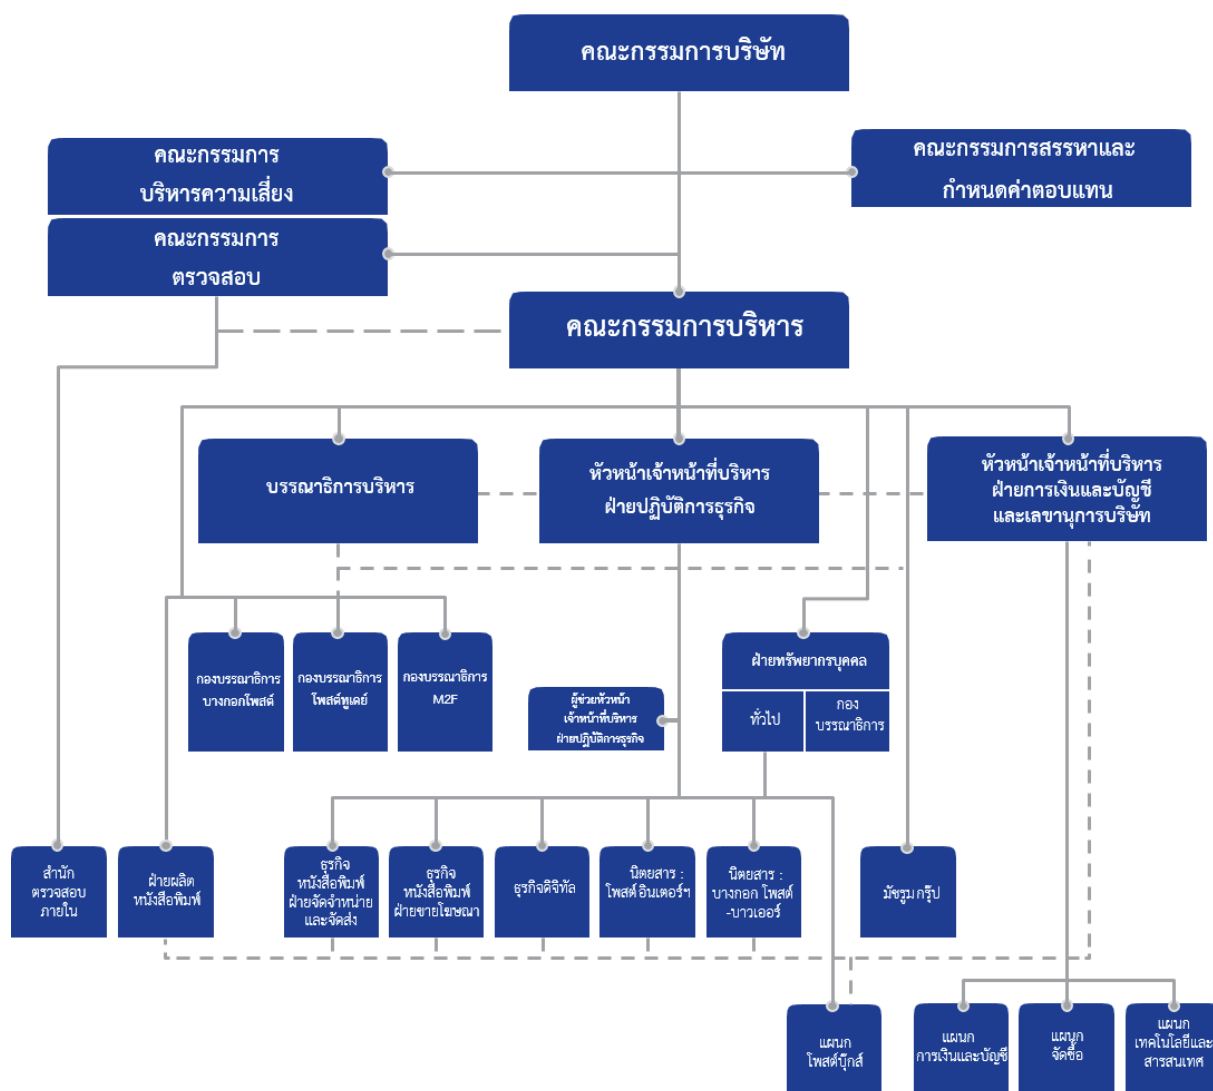 คณะกรรมการบริษัท
คณะกรรมการ
บริหารความเสี่ยง
คณะกรรมการสรรหาและ
กำหนดค่าตอบแทน
คณะกรรมการ
ตรวจสอบ
คณะกรรมการบริหาร
บรรณาธิการบริหาร
หัวหน้าเจ้าหน้าที่บริหาร
ฝ่ายปฏิบัติการธุรกิจ
หัวหน้าเจ้าหน้าที่บริหาร
ฝ่ายการเงินและบัญชี
และเลขานุการบริษัท
กองบรรณาธิการ
บางกอกโพสต์
กองบรรณาธิการ
โพสต์ทูเดย์
กองบรรณาธิการ
M2F
ผู้ช่วยหัวหน้า
เจ้าหน้าที่บริหาร
ฝ่ายปฏิบัติการธุรกิจ
ฝ่ายทรัพยากรบุคคล
ทั่วไป
กอง
บรรณาธิการ
สำนัก
ตรวจสอบ
ภายใน
ฝ่ายผลิต
หนังสือพิมพ์
ธุรกิจ
หนังสือพิมพ์
ฝ่ายจัดจำหน่าย
และจัดส่ง
ธุรกิจ
หนังสือพิมพ์
ฝ่ายขายโฆษณา
ธุรกิจดิจิทัล
นิตยสาร :
โพสต์ อินเตอร์ฯ
นิตยสาร :
บางกอก โพสต์
-บาวเออร์
มัชรูม กรุ๊ป
แผนก
โพสต์บุ๊กส์
แผนก
การเงินและบัญชี
แผนก
จัดซื้อ
แผนก
เทคโนโลยีและ
สารสนเทศ